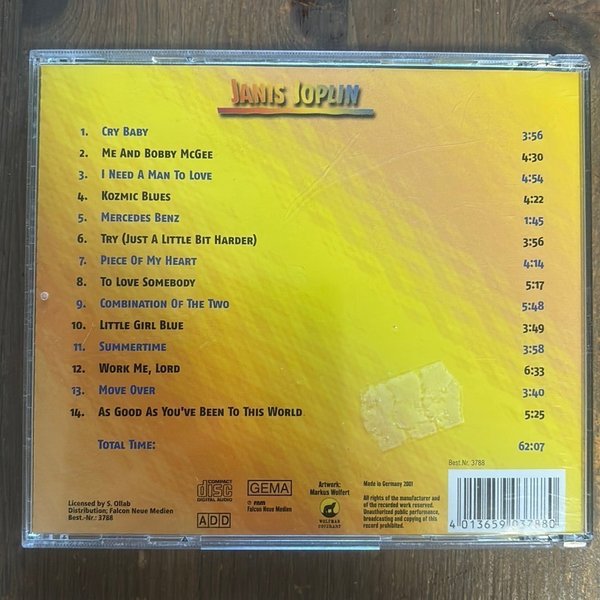 JANIS JOPLIN
1. CRY BABY 3:56
2. ME AND BOBBY MCGEE 4:30
3. I NEED A MAN TO LOVE 4:54
4. KOZMIC BLUES 4:22
5. MERCEDES BENZ 1:45
6. TRY (JUST A LITTLE BIT HARDER) 3:56
7. PIECE OF MY HEART 4:14
8. TO LOVE SOMEBODY 5:17
9. COMBINATION OF THE TWO 5:48
10. LITTLE GIRL BLUE 3:49
11. SUMMERTIME 3:58
12. WORK ME, LORD 6:33
13. MOVE OVER 3:40
14. AS GOOD AS YOU'VE BEEN TO THIS WORLD 5:25
TOTAL TIME: 62:07
Best.Nr. 3788
Licensed by S. Ollab
Distribution; Falcon Neue Medien
Best.-Nr.: 3788
COMPACT
disc
DIGITAL AUDIO
ADD
GEMA
Falcon Neue Medien
Artwork:
Markus Wolfert
WOLFMAN
Made in Germany 2001
All rights of the manufacturer and
of the recorded work reserved.
Unauthorised public performance,
broadcasting and copying of this
record prohibited.
4 013659 037880